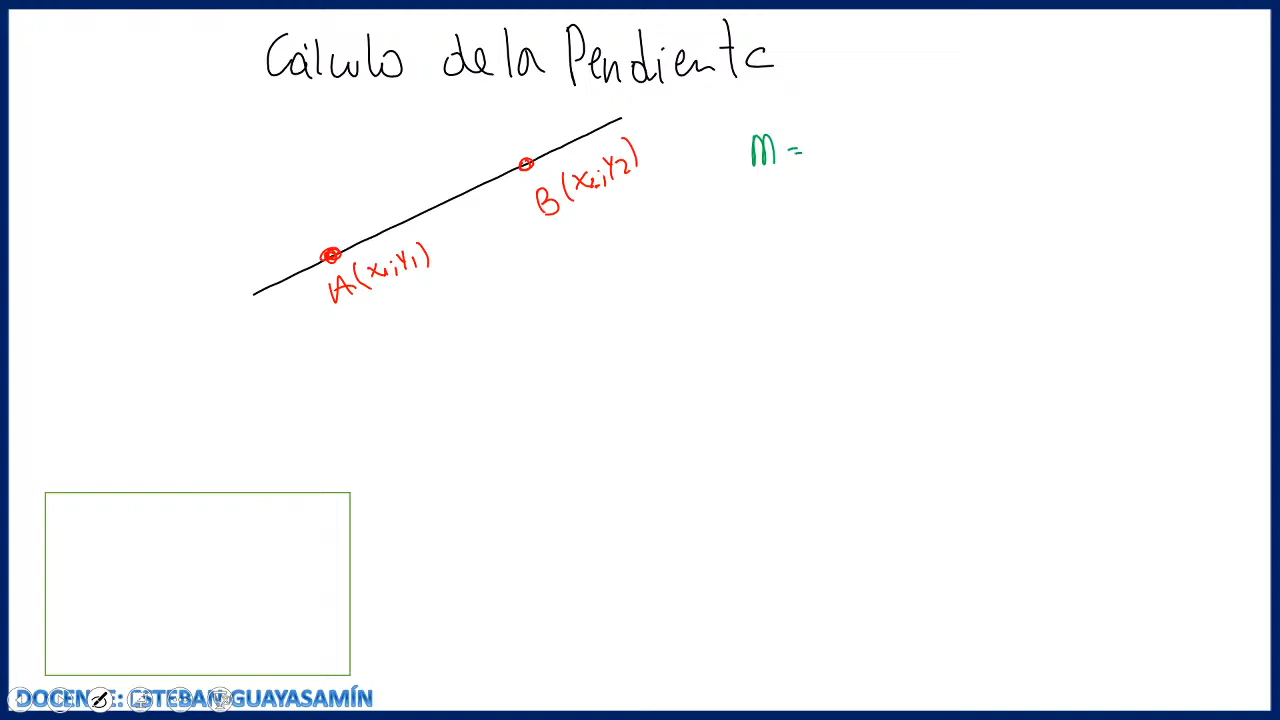 Cálculo de la Pendiente
m =
B(x₂; y₂)
A(x₁; y₁)
DOCENTE: ESTEBAN GUAYASAMÍN